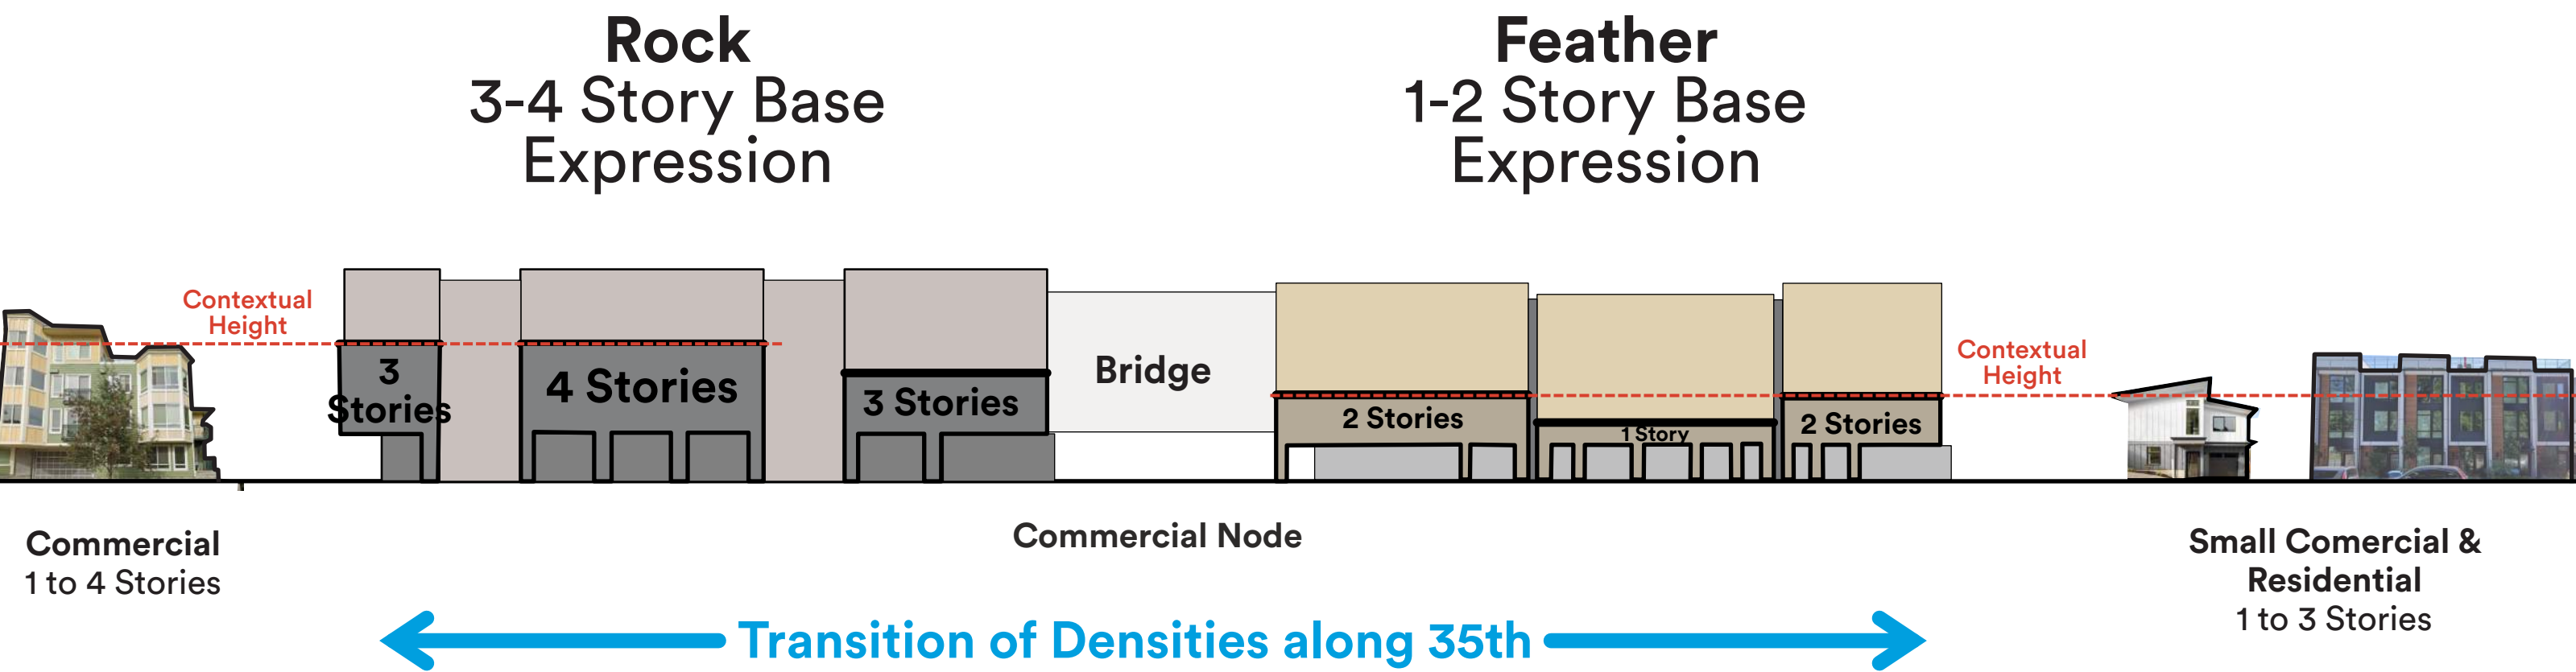 Rock
3-4 Story Base
Expression
Feather
1-2 Story Base
Expression
Contextual
Height
3
Stories
4 Stories
3 Stories
Bridge
2 Stories
1 Story
2 Stories
Contextual
Height
Commercial
1 to 4 Stories
Commercial Node
Small Comercial &
Residential
1 to 3 Stories
Transition of Densities along 35th